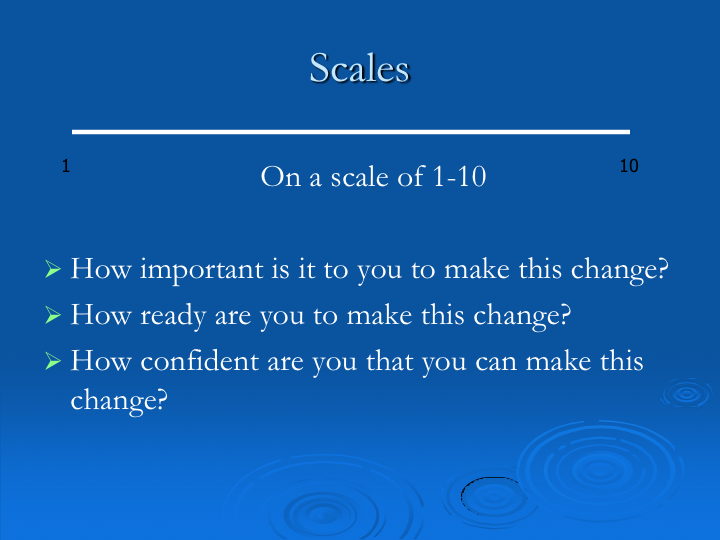 Scales
1
10
On a scale of 1-10
How important is it to you to make this change?
How ready are you to make this change?
How confident are you that you can make this
change?